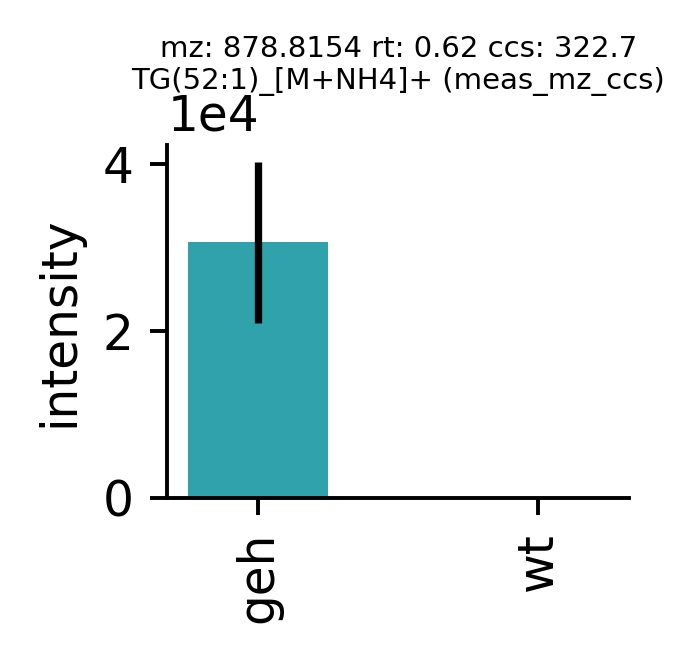 mz: 878.8154 rt: 0.62 ccs: 322.7
TG(52:1)_[M+NH4]+ (meas_mz_ccs)
1e4
4
2
0
intensity
geh
wt